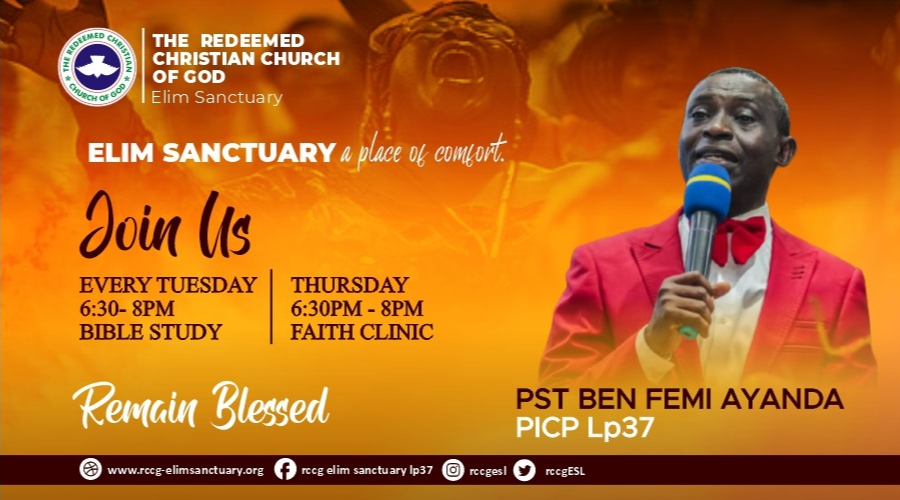 THE REDEEMED CHRISTIAN
CHURCH OF GOD
THE REDEEMED
CHRISTIAN CHURCH
OF GOD
Elim Sanctuary
ELIM SANCTUARY a place of comfort.
Join Us
EVERY TUESDAY
6:30- 8PM
BIBLE STUDY
THURSDAY
6:30PM - 8PM
FAITH CLINIC
Remain Blessed
PST BEN FEMI AYANDA
PICP Lp37
www.rccg-elimsanctuary.org rccg elim sanctuary lp37 rccgesl rccgESL